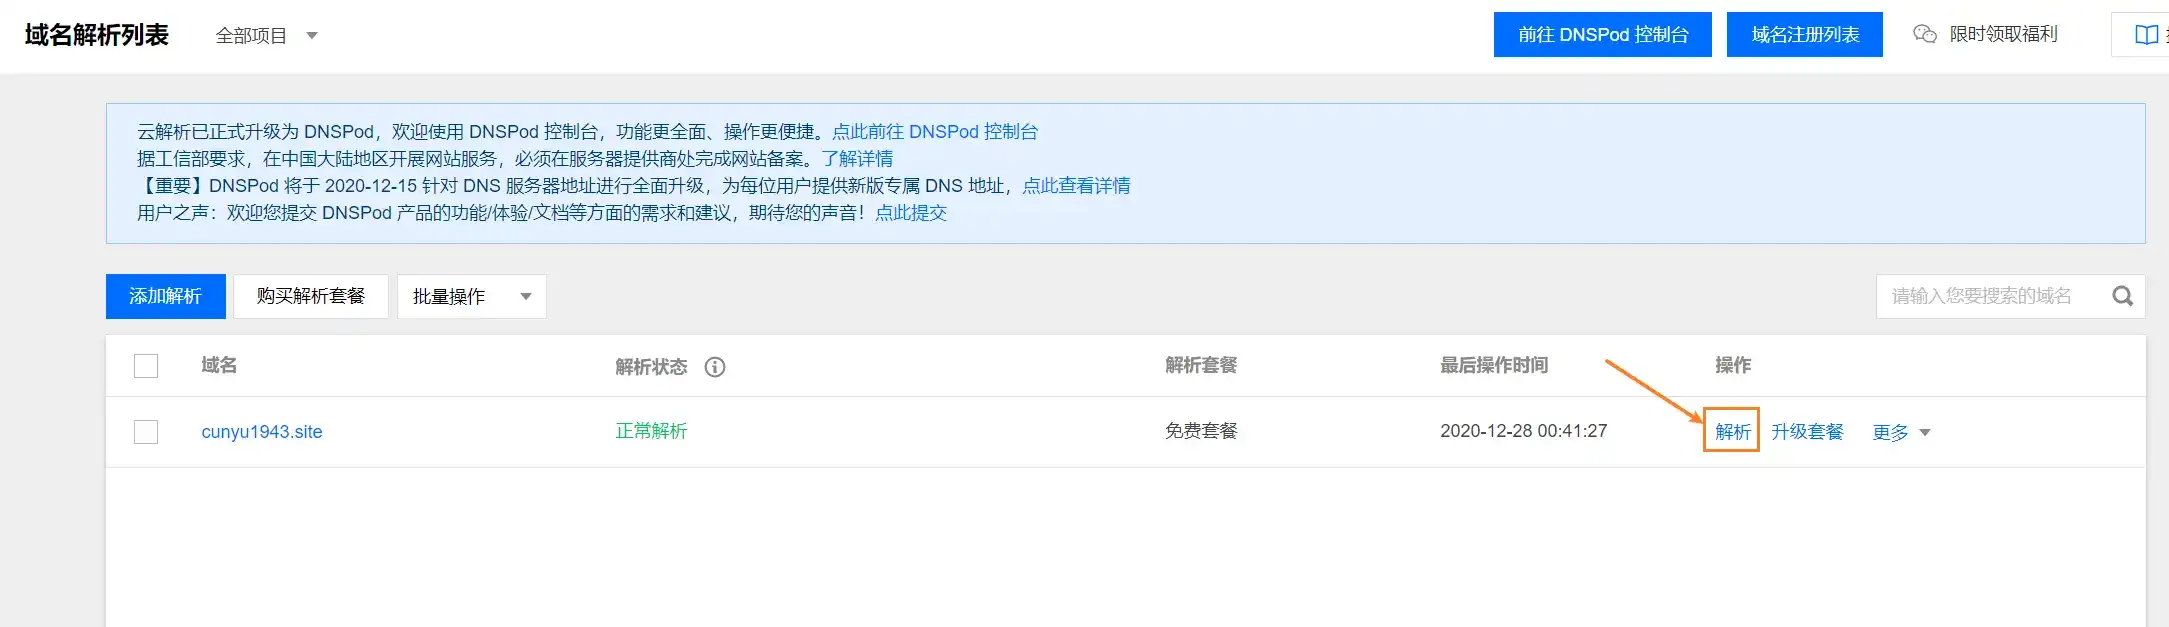 域名解析列表 全部项目 前往 DNSPod 控制台 域名注册列表 限时领取福利
云解析已正式升级为 DNSPod，欢迎使用 DNSPod 控制台，功能更全面、操作更便捷。点此前往 DNSPod 控制台
据工信部要求，在中国大陆地区开展网站服务，必须在服务器提供商处完成网站备案。了解详情
【重要】DNSPod 将于 2020-12-15 针对 DNS 服务器地址进行全面升级，为每位用户提供新版专属 DNS 地址，点此查看详情
用户之声：欢迎您提交 DNSPod 产品的功能/体验/文档等方面的需求和建议，期待您的声音！点此提交
添加解析 购买解析套餐 批量操作 请输入您要搜索的域名
域名 解析状态 解析套餐 最后操作时间 操作
cunyu1943.site 正常解析 免费套餐 2020-12-28 00:41:27 解析 升级套餐 更多